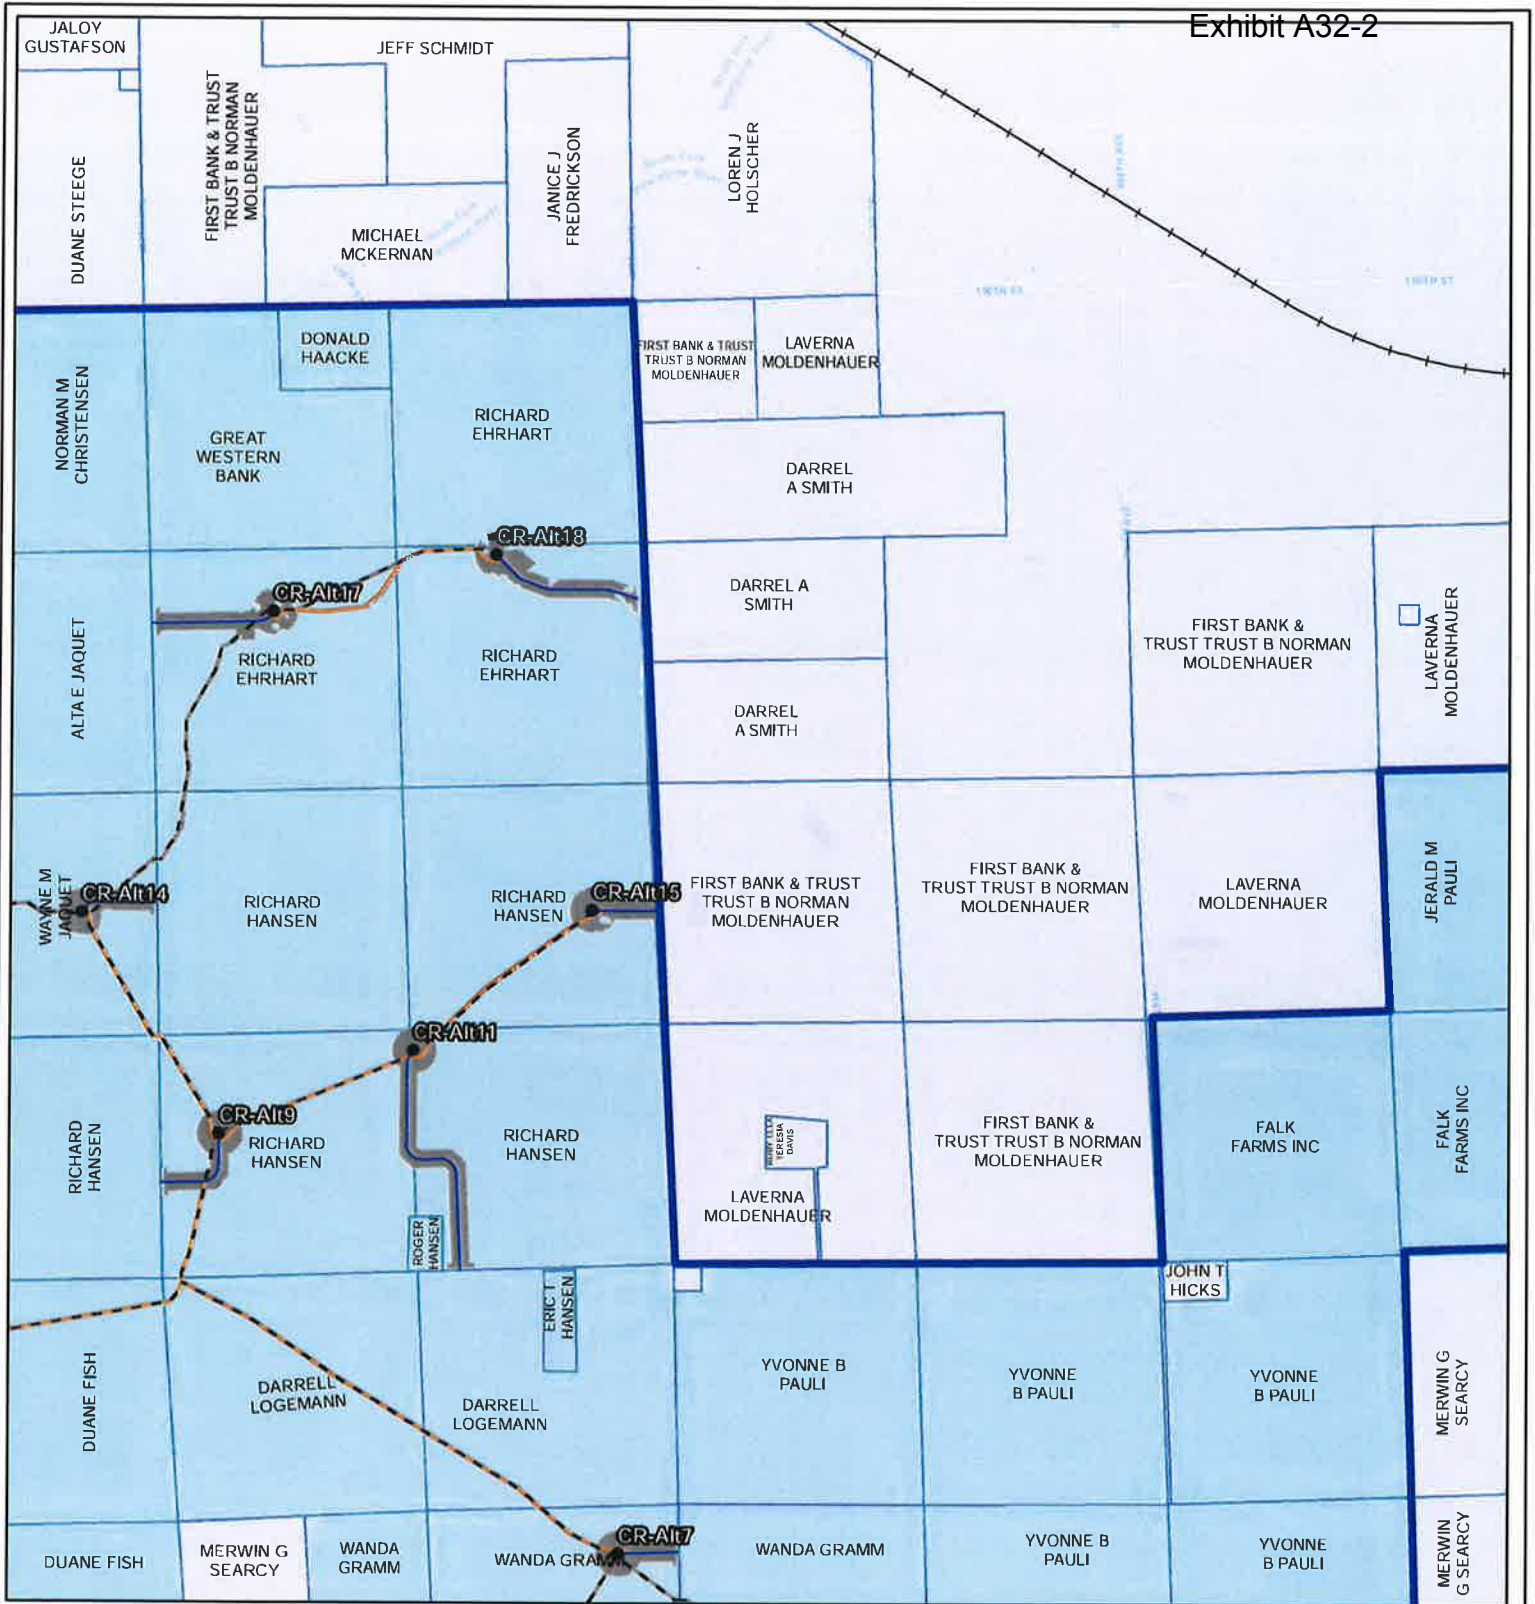 Exhibit A32-2
JALOY
GUSTAFSON
JEFF SCHMIDT
FIRST BANK & TRUST
TRUST B NORMAN
MOLDENHAUER
DUANE STEEGE
MICHAEL
MCKERNAN
JANICE J
FREDRICKSON
LOREN J
HOLSCHER
NORMAN M
CHRISTENSEN
DONALD
HAACKE
GREAT
WESTERN
BANK
RICHARD
EHRHART
FIRST BANK & TRUST
TRUST B NORMAN
MOLDENHAUER
LAVERNA
MOLDENHAUER
DARREL
A SMITH
CR-Alt18
CR-Alt17
ALTA E JAQUET
RICHARD
EHRHART
RICHARD
EHRHART
DARREL A
SMITH
DARREL
A SMITH
FIRST BANK &
TRUST TRUST B NORMAN
MOLDENHAUER
LAVERNA
MOLDENHAUER
WAYNE M
JAQUET
CR-Alt14
RICHARD
HANSEN
RICHARD
HANSEN
CR-Alt15
FIRST BANK & TRUST
TRUST B NORMAN
MOLDENHAUER
FIRST BANK &
TRUST TRUST B NORMAN
MOLDENHAUER
LAVERNA
MOLDENHAUER
JERALD M
PAULI
CR-Alt11
CR-Alt9
RICHARD
HANSEN
RICHARD
HANSEN
RICHARD
HANSEN
ROGER
HANSEN
TERESIA
DAVIS
LAVERNA
MOLDENHAUER
FIRST BANK &
TRUST TRUST B NORMAN
MOLDENHAUER
FALK
FARMS INC
FALK
FARMS INC
JOHN T
HICKS
ERIC T
HANSEN
DUANE FISH
DARRELL
LOGEMANN
DARRELL
LOGEMANN
YVONNE B
PAULI
YVONNE
B PAULI
YVONNE
B PAULI
MERWIN G
SEARCY
CR-Alt7
DUANE FISH
MERWIN G
SEARCY
WANDA
GRAMM
WANDA GRAMM
WANDA GRAMM
YVONNE B
PAULI
YVONNE
B PAULI
MERWIN
G SEARCY